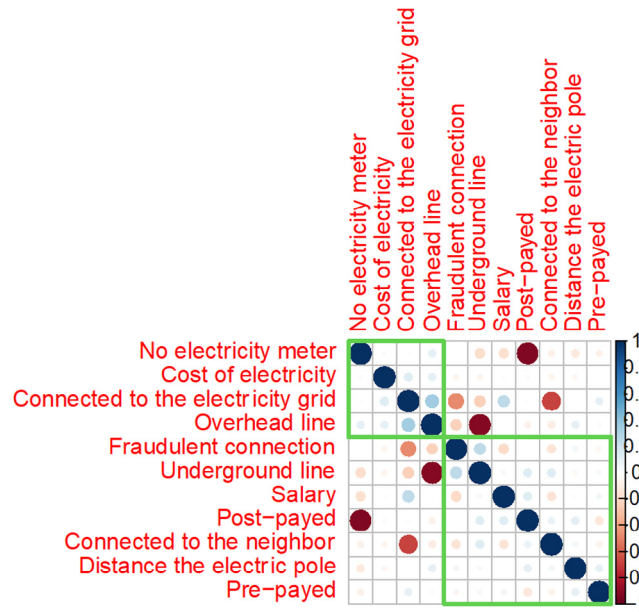 No electricity meter
Cost of electricity
Connected to the electricity grid
Overhead line
Fraudulent connection
Underground line
Salary
Post-payed
Connected to the neighbor
Distance the electric pole
Pre-payed
No electricity meter
Cost of electricity
Connected to the electricity grid
Overhead line
Fraudulent connection
Underground line
Salary
Post-payed
Connected to the neighbor
Distance the electric pole
Pre-payed
1